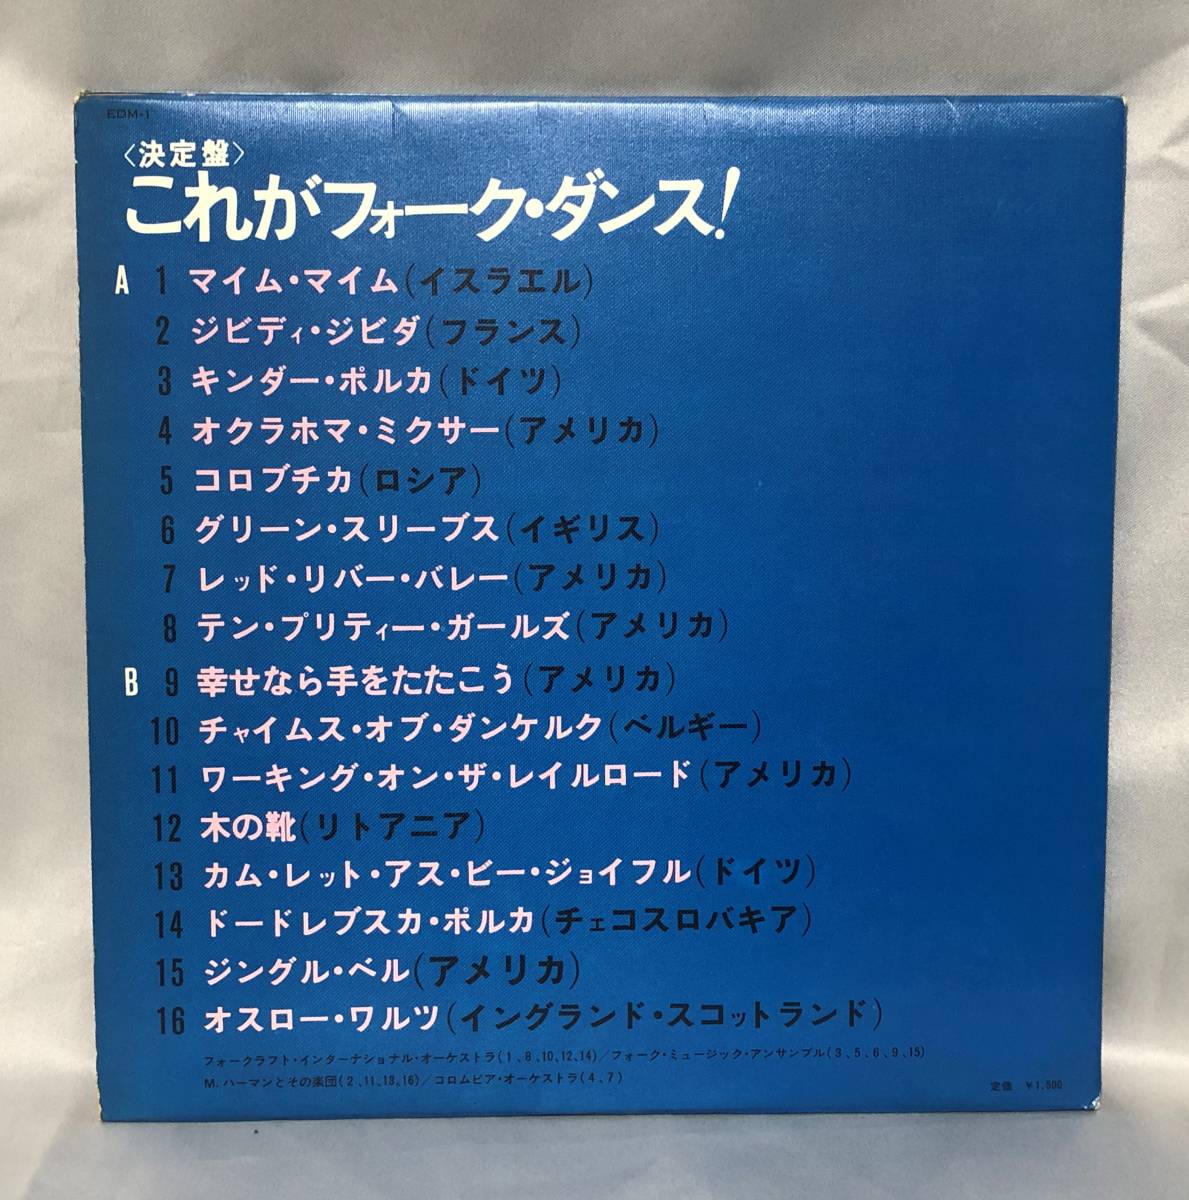 EDM-1
〈決定盤〉
これがフォーク・ダンス!
A 1 マイム・マイム(イスラエル)
2 ジビディ・ジビダ(フランス)
3 キンダー・ポルカ(ドイツ)
4 オクラホマ・ミクサー(アメリカ)
5 コロブチカ(ロシア)
6 グリーン・スリーブス(イギリス)
7 レッド・リバー・バレー(アメリカ)
8 テン・プリティー・ガールズ(アメリカ)
B 9 幸せなら手をたたこう(アメリカ)
10 チャイムス・オブ・ダンケルク(ベルギー)
11 ワーキング・オン・ザ・レイルロード(アメリカ)
12 木の靴(リトアニア)
13 カム・レット・アス・ビー・ジョイフル(ドイツ)
14 ドードレブスカ・ポルカ(チェコスロバキア)
15 ジングル・ベル(アメリカ)
16 オスロー・ワルツ(イングランド・スコットランド)
フォークラフト・インターナショナル・オーケストラ(1、8、10、12、14)/フォーク・ミュージック・アンサンブル(3、5、6、9、15)
M.ハーマンとその楽団(2、11、13、16)/コロムビア・オーケストラ(4、7)
定価 ¥1,500